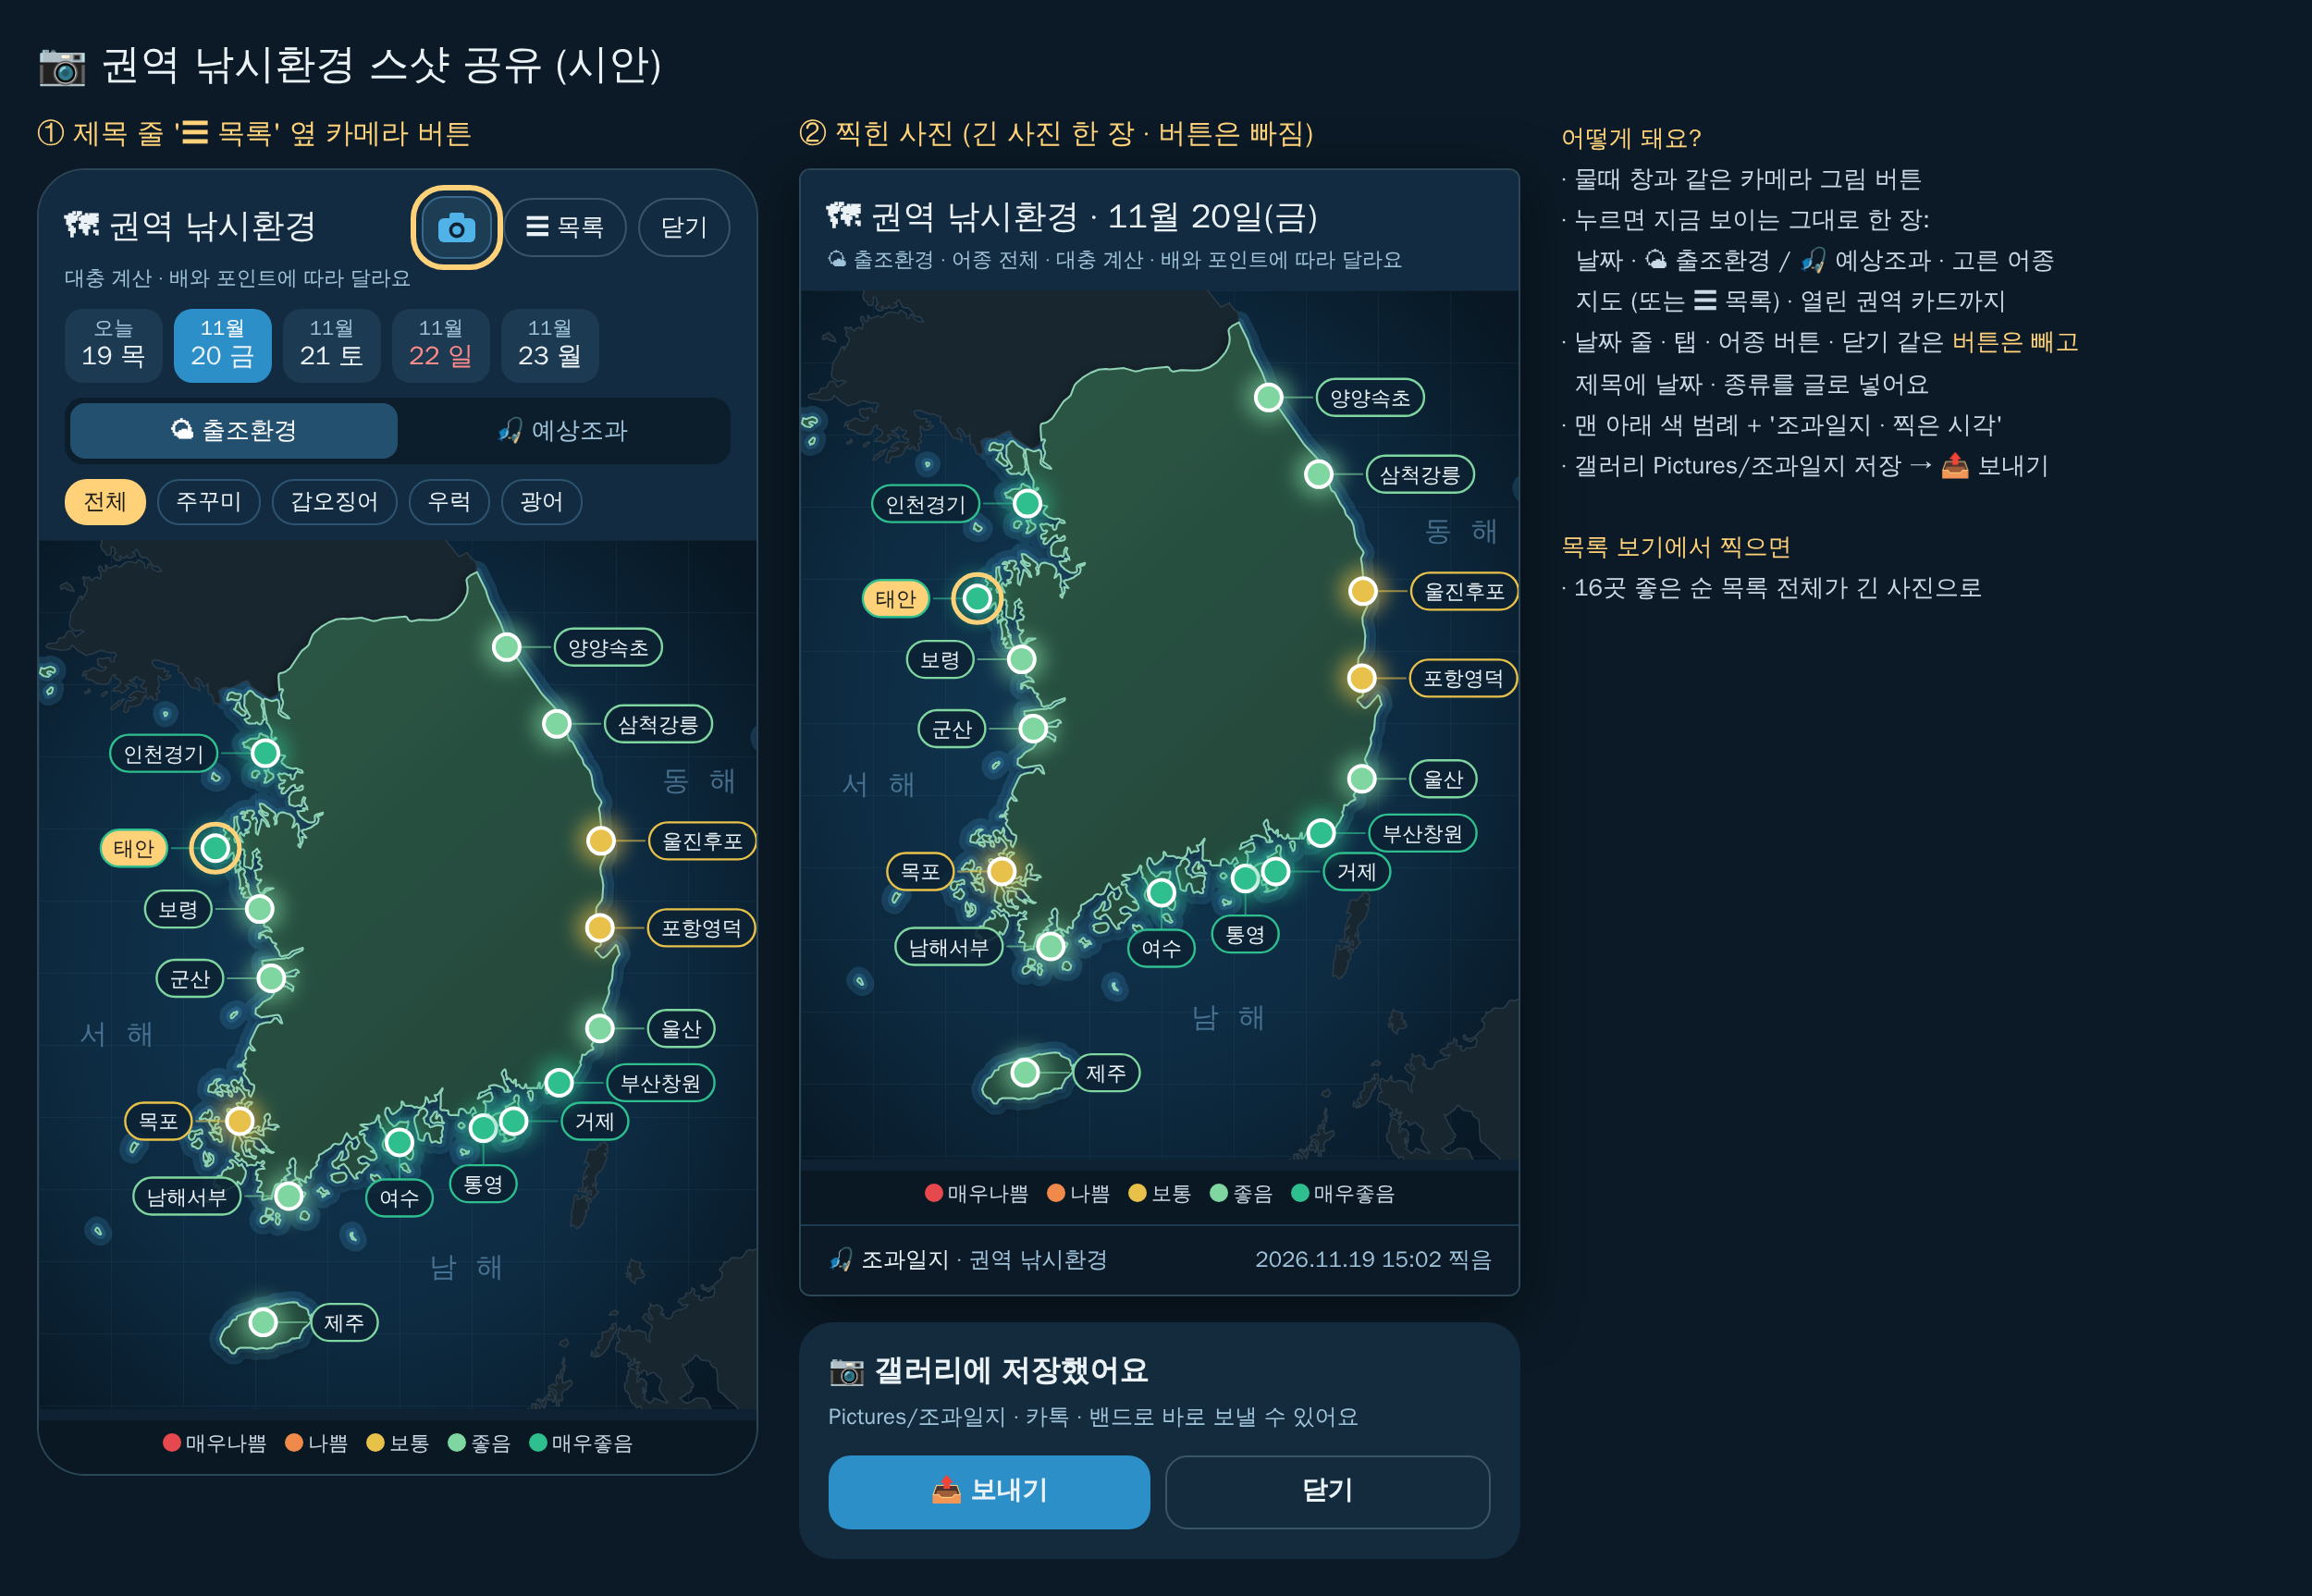 📷 권역 낚시환경 스샷 공유 (시안)
① 제목 줄 '☰ 목록' 옆 카메라 버튼
🗺 권역 낚시환경
☰ 목록
닫기
대충 계산 · 배와 포인트에 따라 달라요
오늘
19 목
11월
20 금
11월
21 토
11월
22 일
11월
23 월
🌤 출조환경
🎣 예상조과
전체
주꾸미
갑오징어
우럭
광어
양양속초
삼척강릉
인천경기
동 해
울진후포
태안
보령
포항영덕
군산
울산
서 해
부산창원
목포
거제
통영
남해서부
여수
남 해
제주
매우나쁨 나쁨 보통 좋음 매우좋음
② 찍힌 사진 (긴 사진 한 장 · 버튼은 빠짐)
🗺 권역 낚시환경 · 11월 20일(금)
🌤 출조환경 · 어종 전체 · 대충 계산 · 배와 포인트에 따라 달라요
양양속초
삼척강릉
인천경기
동 해
울진후포
태안
보령
포항영덕
군산
울산
서 해
부산창원
목포
거제
통영
남해서부
여수
남 해
제주
매우나쁨 나쁨 보통 좋음 매우좋음
🎣 조과일지 · 권역 낚시환경
2026.11.19 15:02 찍음
📷 갤러리에 저장했어요
Pictures/조과일지 · 카톡 · 밴드로 바로 보낼 수 있어요
📤 보내기
닫기
어떻게 돼요?
· 물때 창과 같은 카메라 그림 버튼
· 누르면 지금 보이는 그대로 한 장:
날짜 · 🌤 출조환경 / 🎣 예상조과 · 고른 어종
지도 (또는 ☰ 목록) · 열린 권역 카드까지
· 날짜 줄 · 탭 · 어종 버튼 · 닫기 같은 버튼은 빼고
제목에 날짜 · 종류를 글로 넣어요
· 맨 아래 색 범례 + '조과일지 · 찍은 시각'
· 갤러리 Pictures/조과일지 저장 → 📤 보내기
목록 보기에서 찍으면
· 16곳 좋은 순 목록 전체가 긴 사진으로